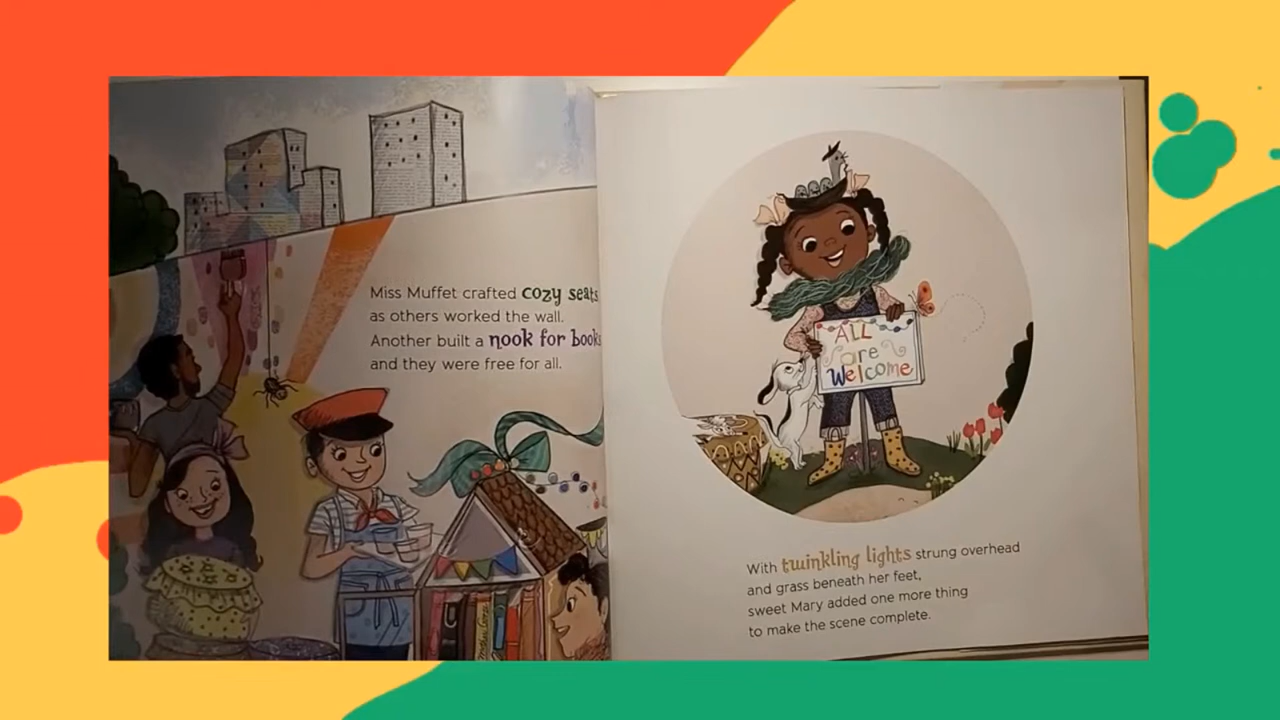 Miss Muffet crafted cozy seats
as others worked the wall.
Another built a nook for books
and they were free for all.
ALL
are
Welcome
With twinkling lights strung overhead
and grass beneath her feet,
sweet Mary added one more thing
to make the scene complete.